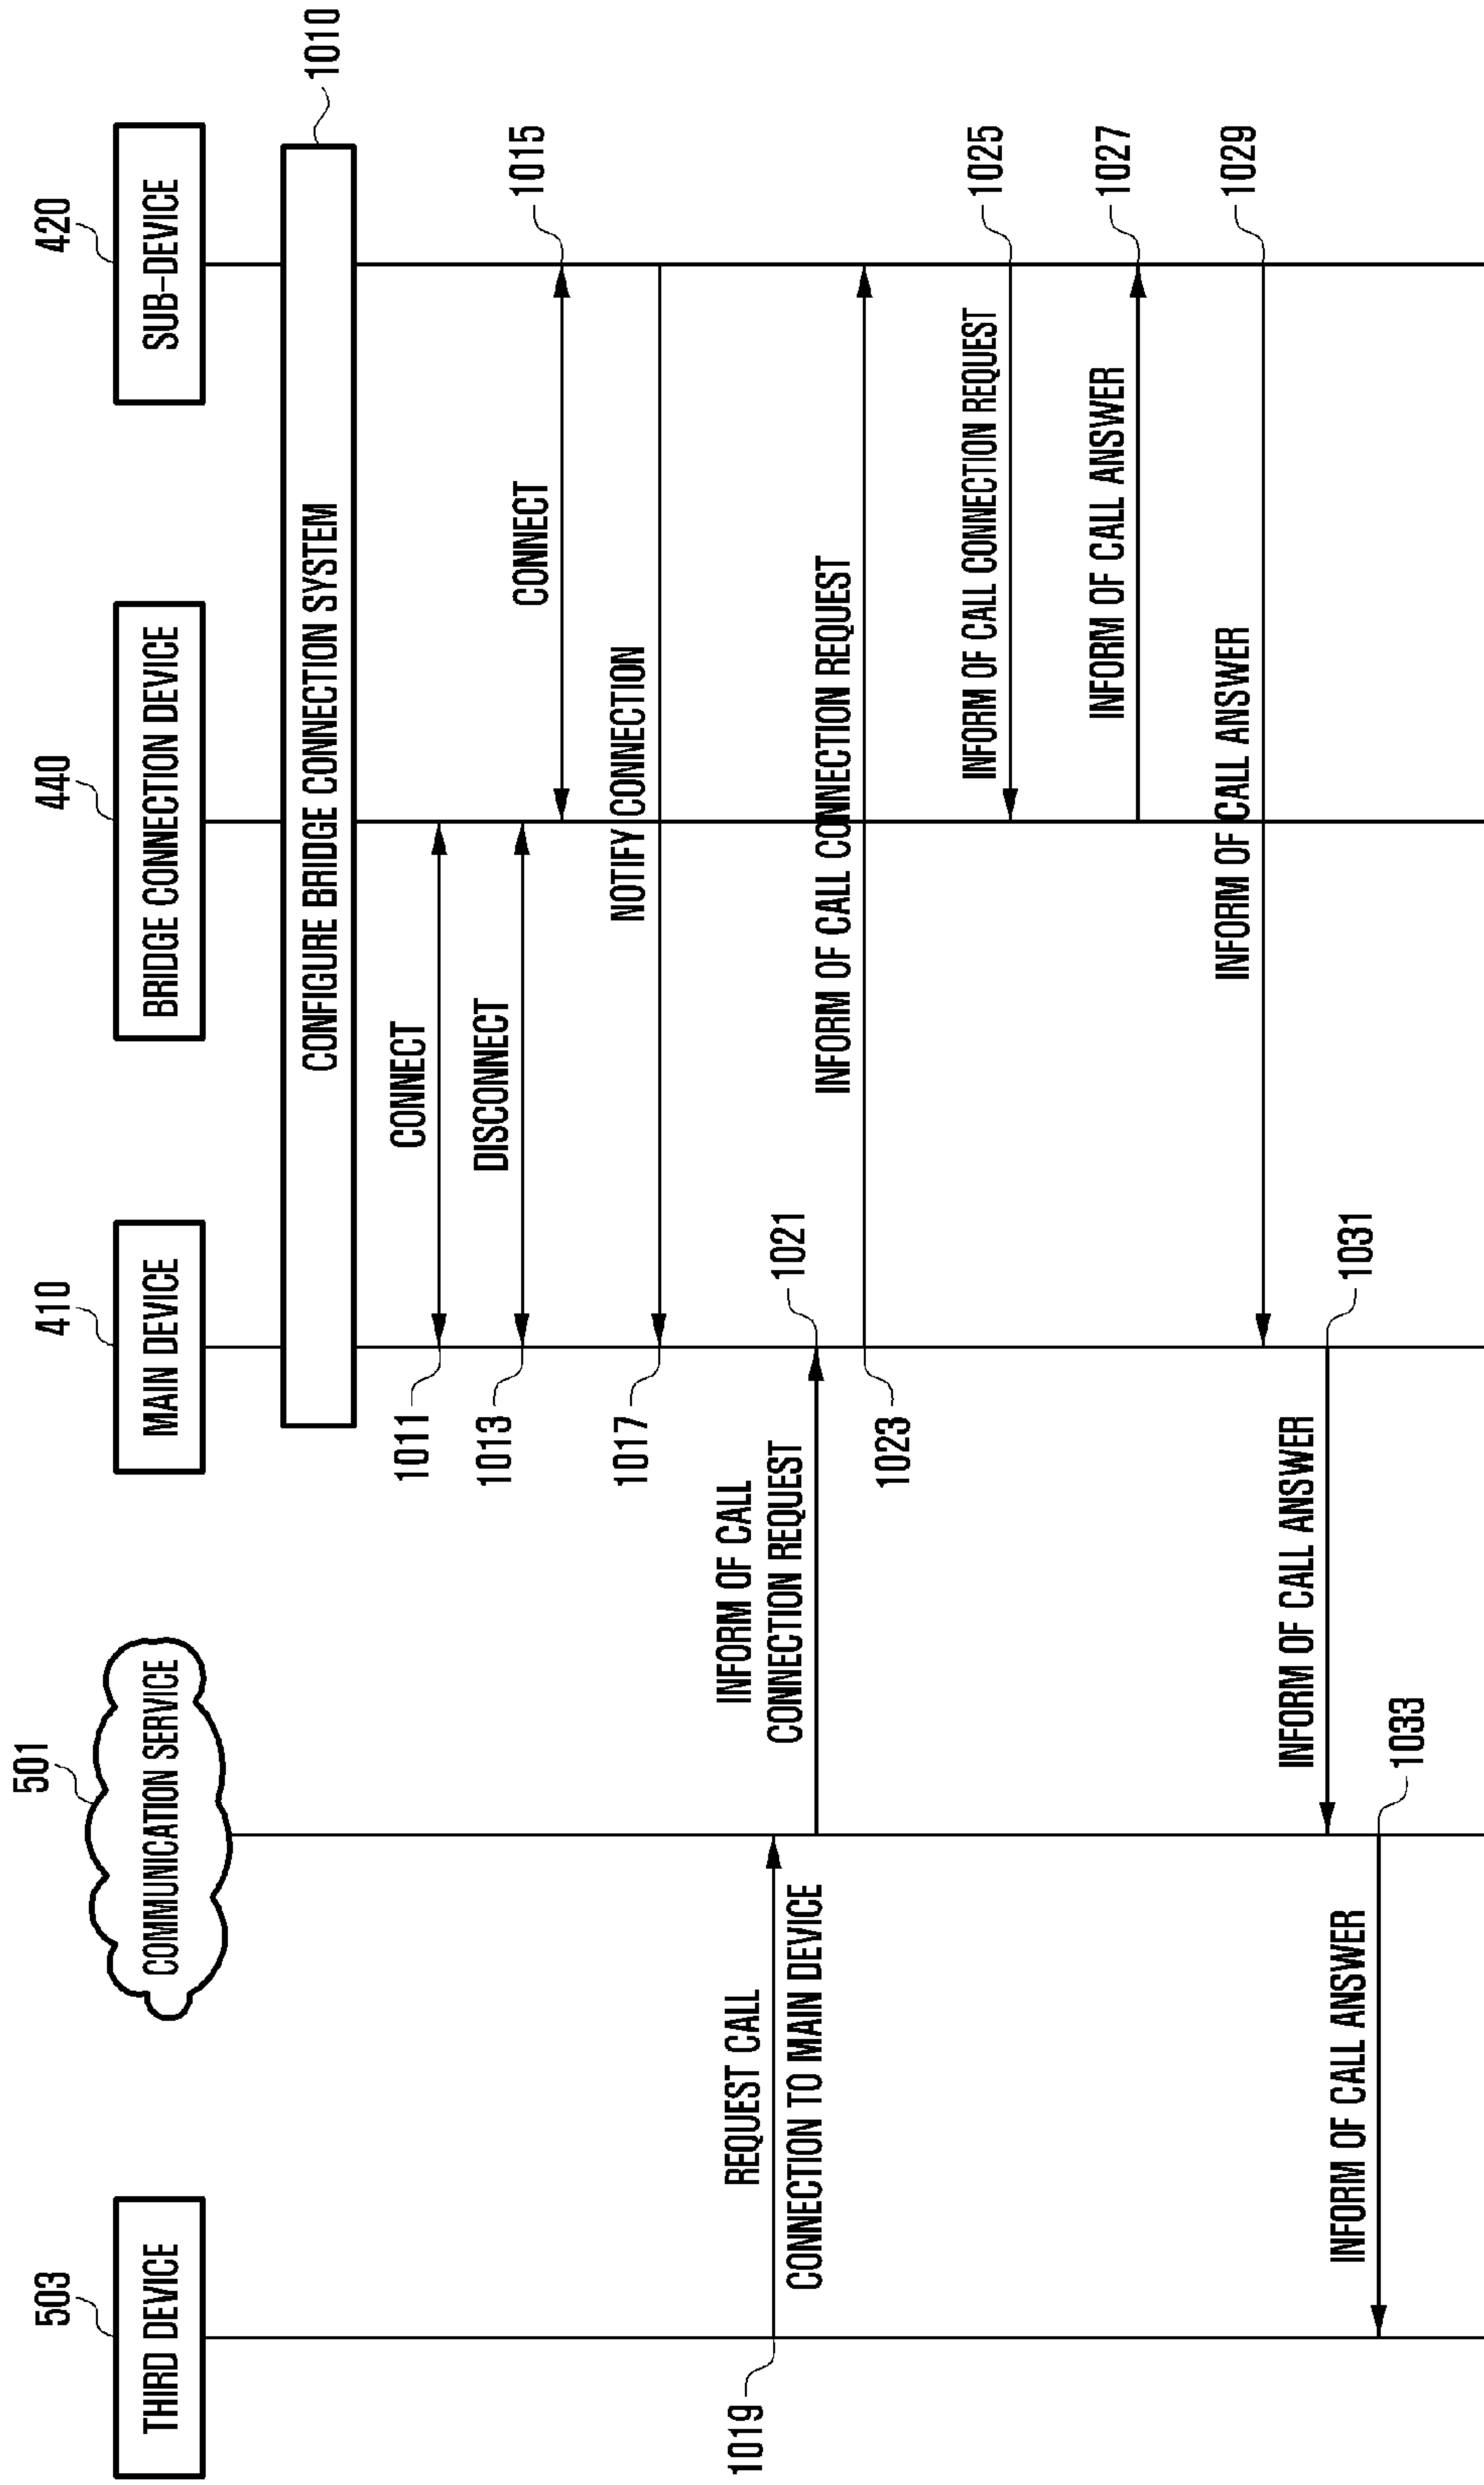 503
THIRD DEVICE
501
COMMUNICATION SERVICE
410
MAIN DEVICE
440
BRIDGE CONNECTION DEVICE
420
SUB-DEVICE
CONFIGURE BRIDGE CONNECTION SYSTEM
1010
1011
CONNECT
1013
DISCONNECT
CONNECT
1015
1017
NOTIFY CONNECTION
1019
REQUEST CALL
CONNECTION TO MAIN DEVICE
INFORM OF CALL
CONNECTION REQUEST
1021
1023
INFORM OF CALL CONNECTION REQUEST
INFORM OF CALL CONNECTION REQUEST
1025
INFORM OF CALL ANSWER
1027
INFORM OF CALL ANSWER
1029
INFORM OF CALL ANSWER
1031
INFORM OF CALL ANSWER
1033